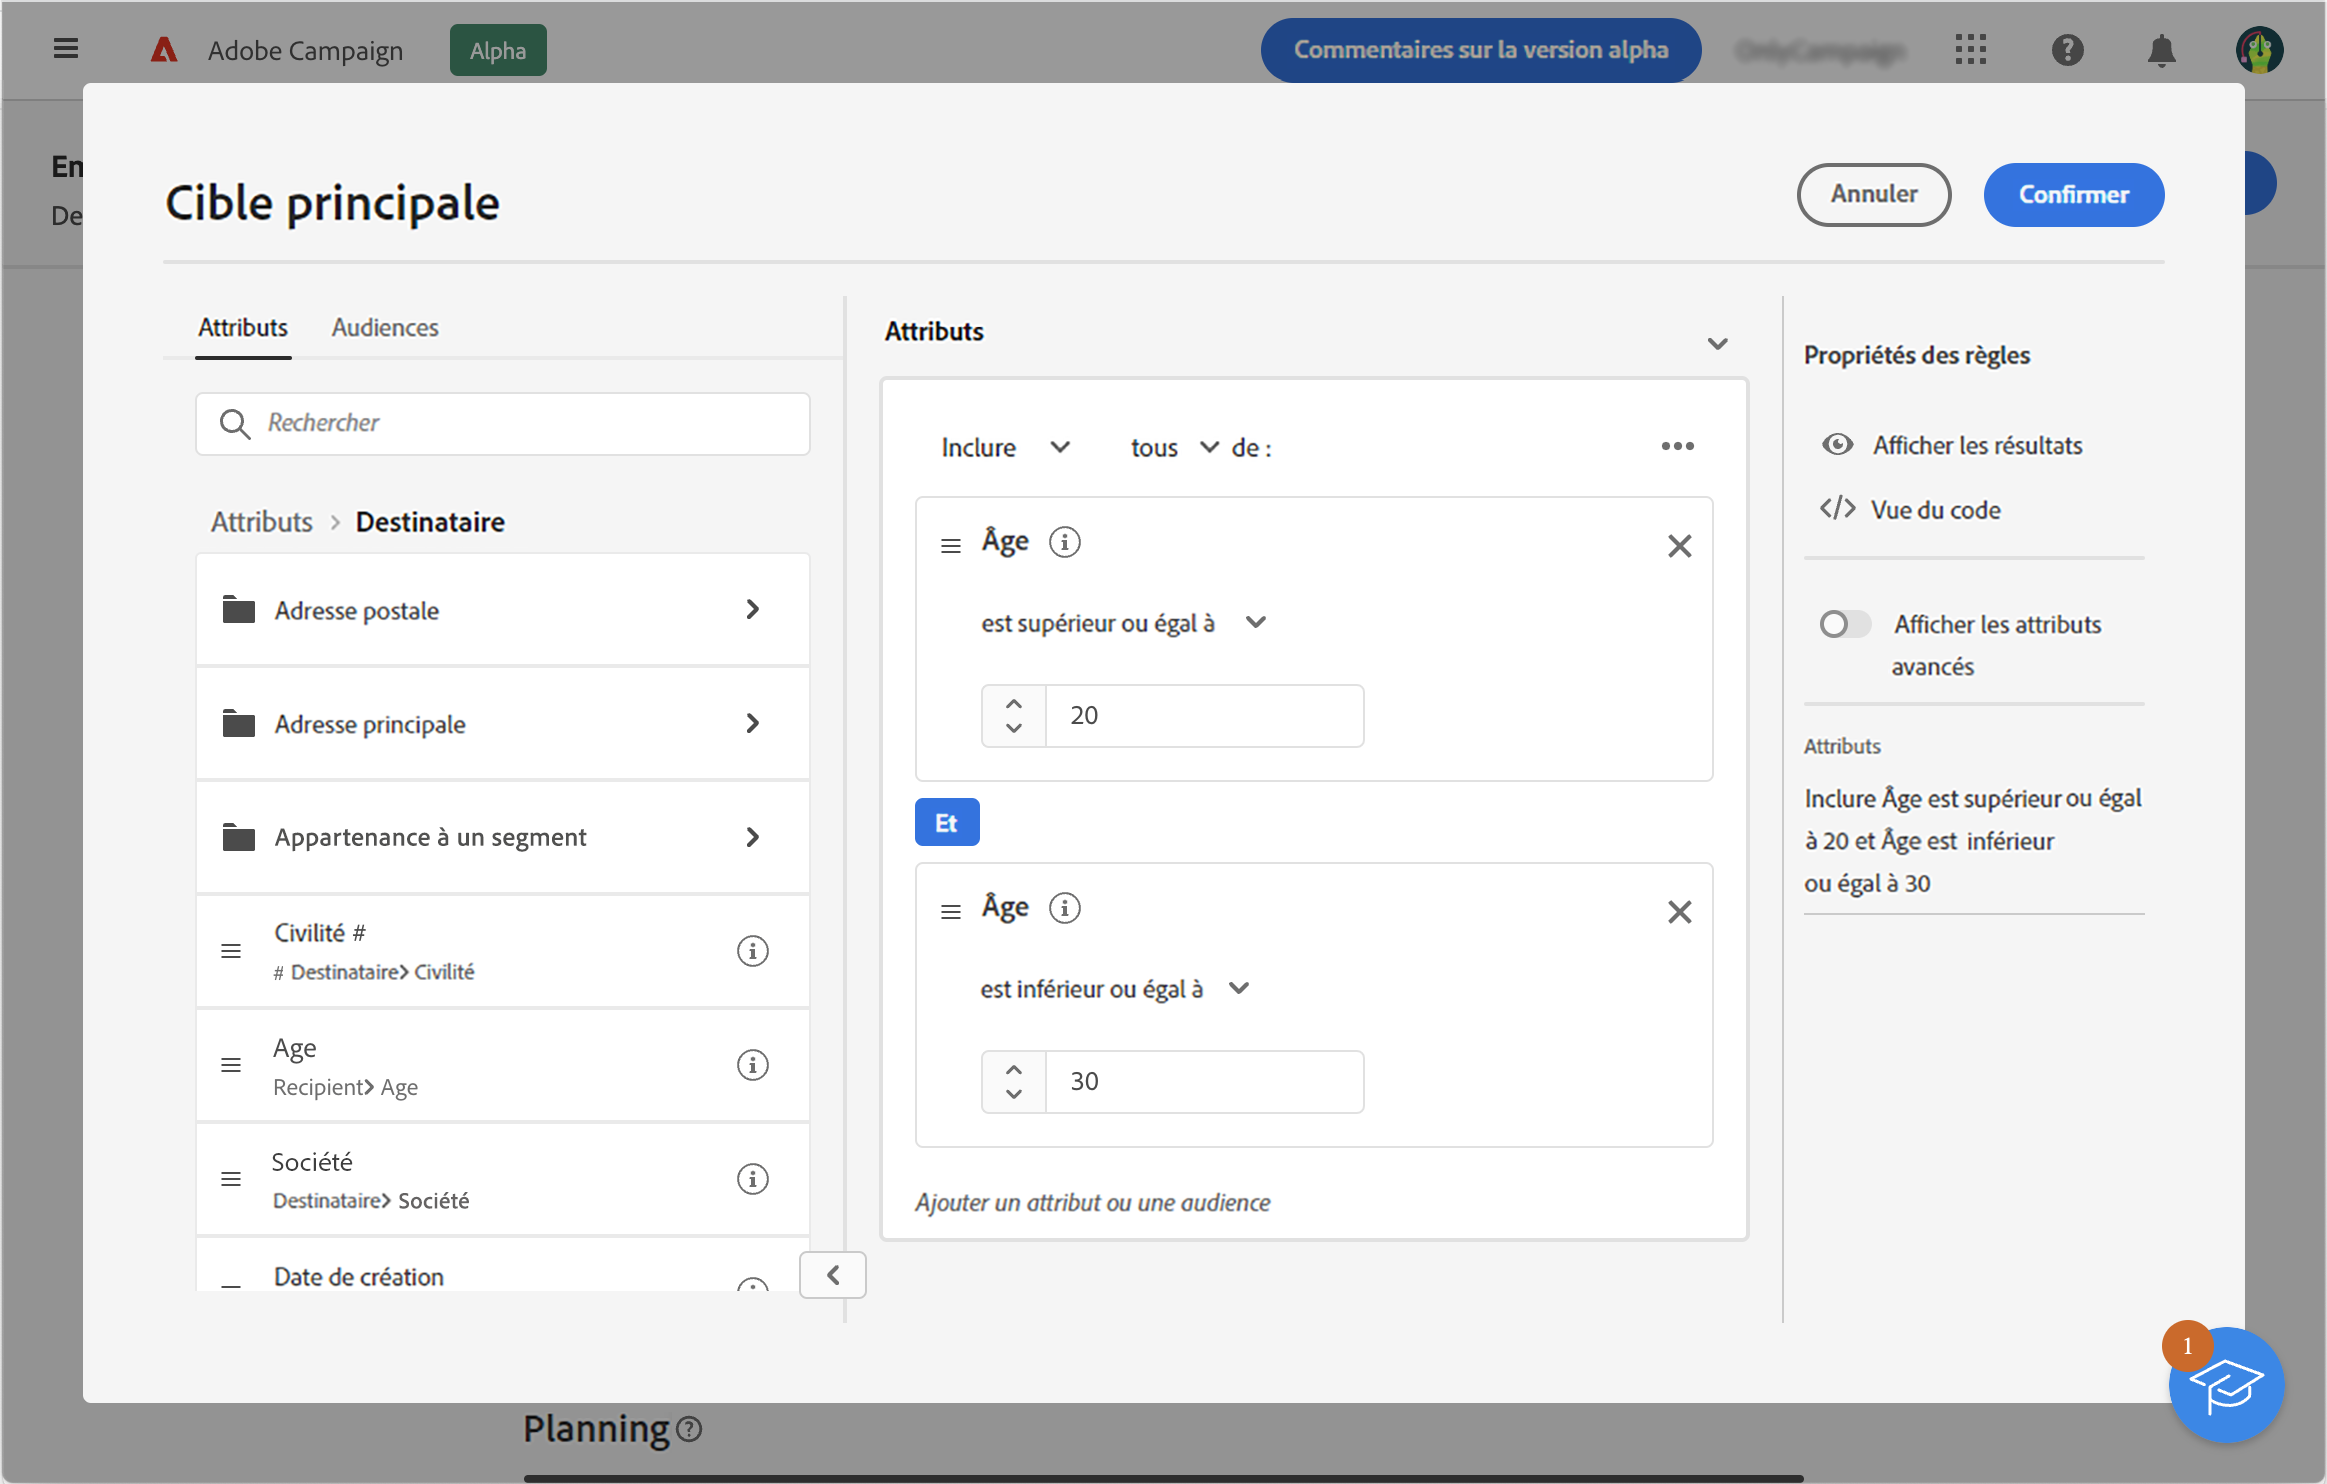 Adobe Campaign
Alpha
Commentaires sur la version alpha
Cible principale
Annuler
Confirmer
Attributs
Audiences
Rechercher
Attributs > Destinataire
Adresse postale
Adresse principale
Appartenance à un segment
Civilité #
# Destinataire> Civilité
Age
Recipient> Age
Société
Destinataire> Société
Date de création
Attributs
Inclure tous de :
Âge
est supérieur ou égal à
20
Et
Âge
est inférieur ou égal à
30
Ajouter un attribut ou une audience
Propriétés des règles
Afficher les résultats
Vue du code
Afficher les attributs
avancés
Attributs
Inclure Âge est supérieur ou égal
à 20 et Âge est inférieur
ou égal à 30
1
Planning